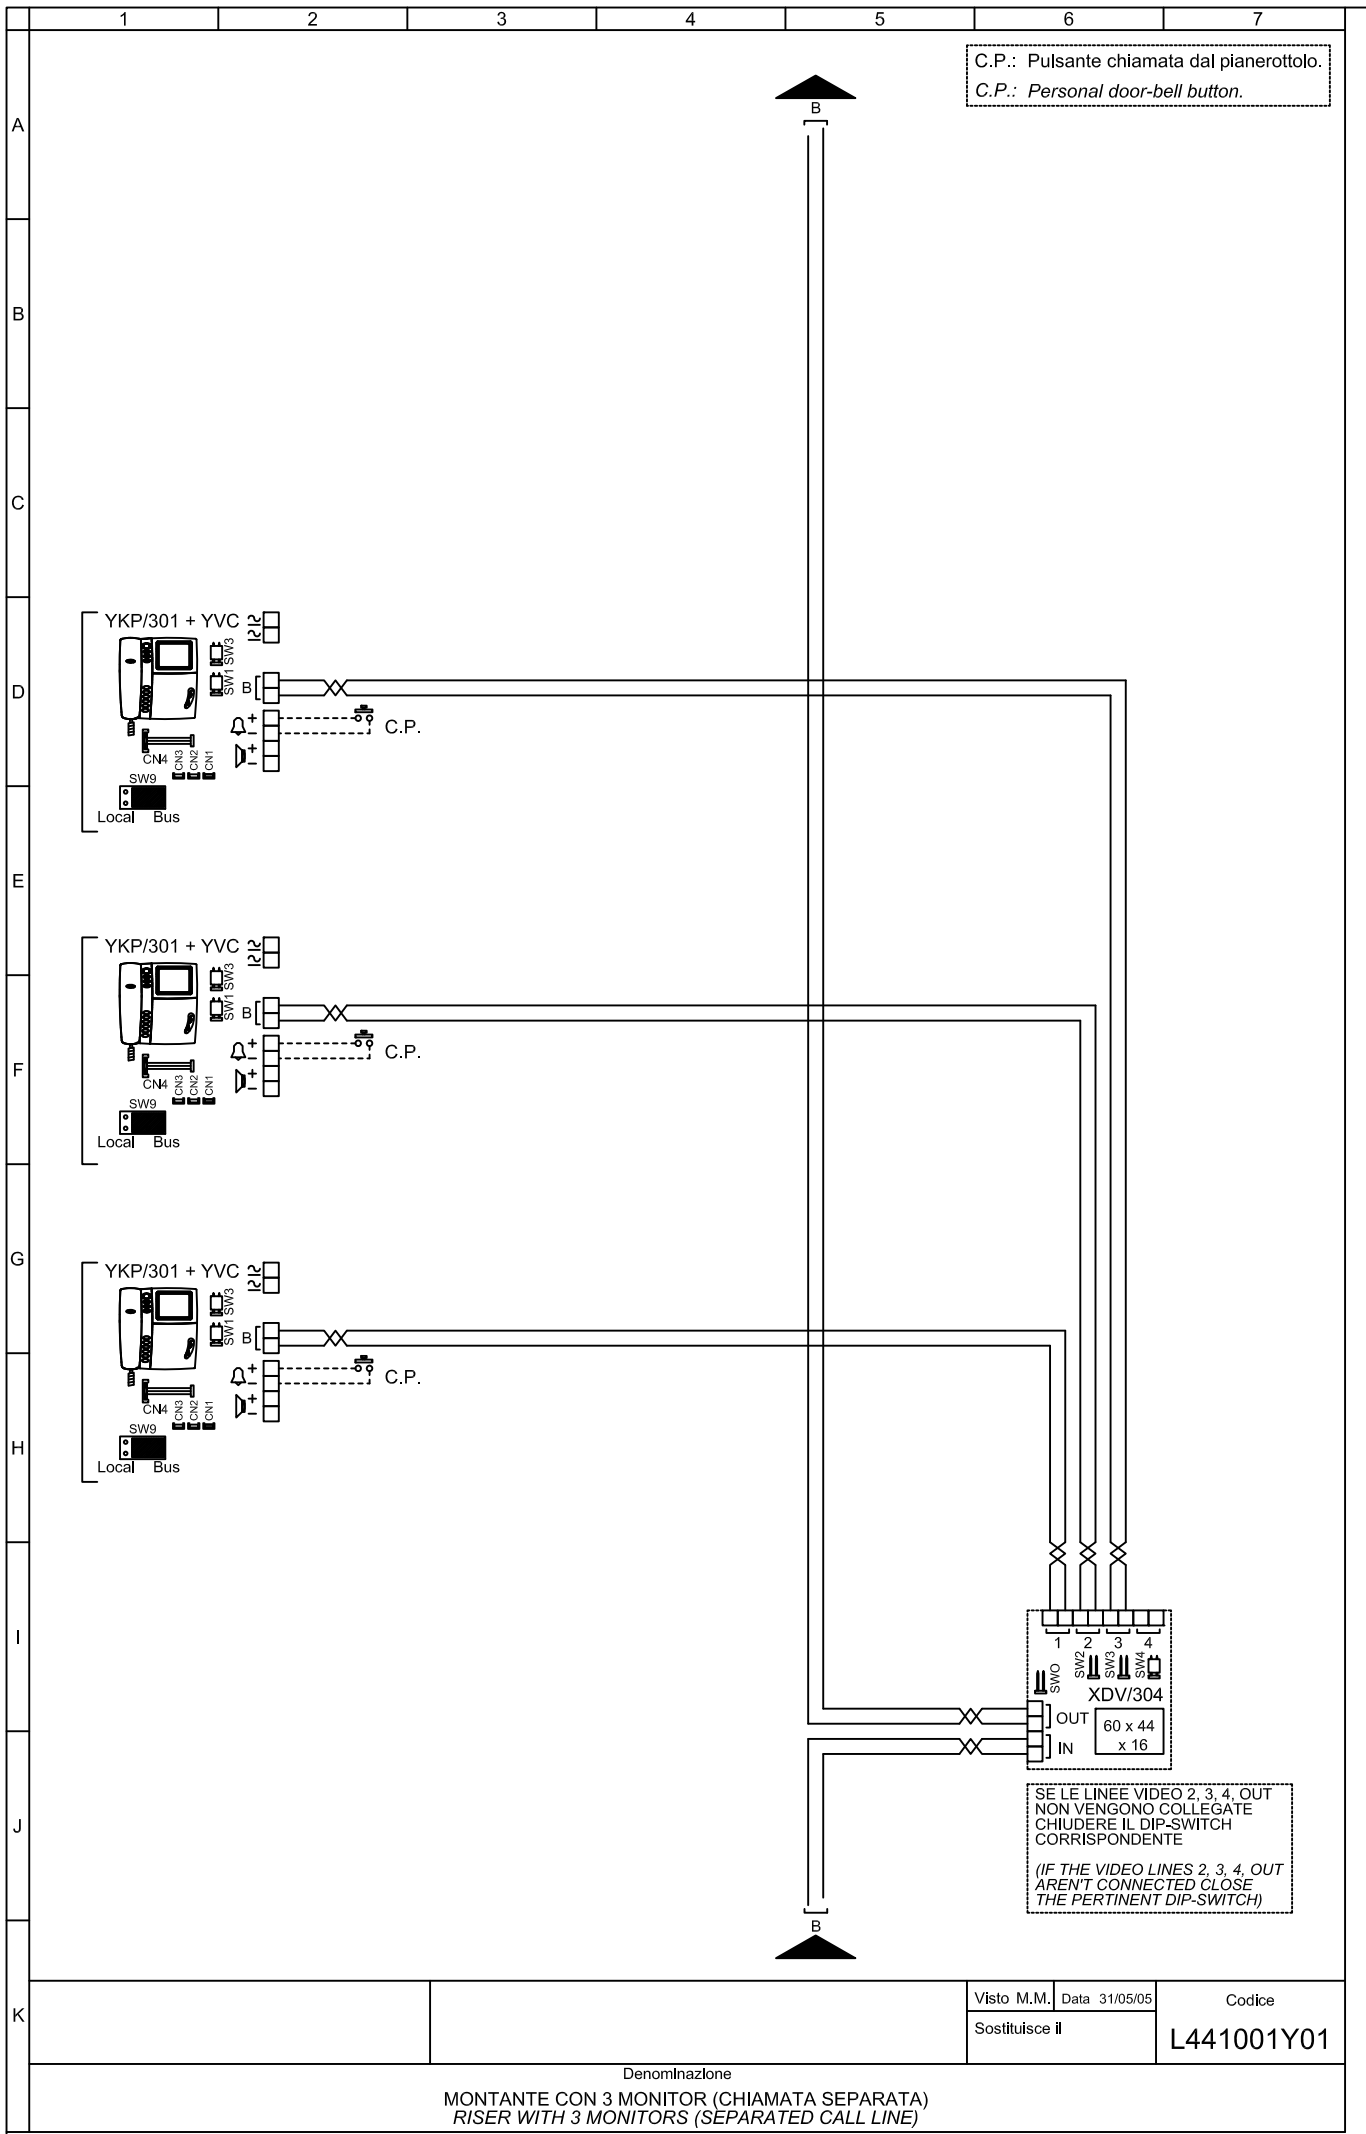 1 2 3 4 5 6 7
C.P.: Pulsante chiamata dal pianerottolo.
C.P.: Personal door-bell button.
B
A
B
C
D
E
F
G
H
I
J
K
YKP/301 + YVC
SW3
SW1
B
+
-
C.P.
+
-
CN4
CN3
CN2
CN1
SW9
Local Bus
YKP/301 + YVC
SW3
SW1
B
+
-
C.P.
+
-
CN4
CN3
CN2
CN1
SW9
Local Bus
YKP/301 + YVC
SW3
SW1
B
+
-
C.P.
+
-
CN4
CN3
CN2
CN1
SW9
Local Bus
1 2 3 4
SWO
SW2
SW3
SW4
XDV/304
OUT
IN
60 x 44
x 16
SE LE LINEE VIDEO 2, 3, 4, OUT
NON VENGONO COLLEGATE
CHIUDERE IL DIP-SWITCH
CORRISPONDENTE
(IF THE VIDEO LINES 2, 3, 4, OUT
AREN'T CONNECTED CLOSE
THE PERTINENT DIP-SWITCH)
B
Visto M.M. Data 31/05/05
Sostituisce il
Codice
L441001Y01
Denominazione
MONTANTE CON 3 MONITOR (CHIAMATA SEPARATA)
RISER WITH 3 MONITORS (SEPARATED CALL LINE)